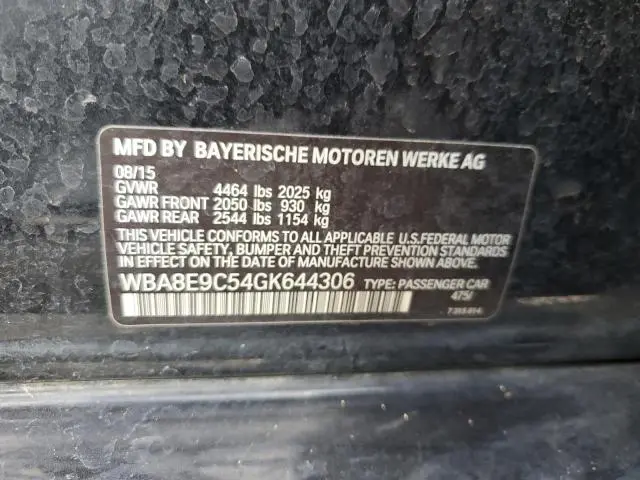 MFD BY BAYERISCHE MOTOREN WERKE AG
08/15
GVWR 4464 lbs 2025 kg
GAWR FRONT 2050 lbs 930 kg
GAWR REAR 2544 lbs 1154 kg
THIS VEHICLE CONFORMS TO ALL APPLICABLE U.S.FEDERAL MOTOR
VEHICLE SAFETY, BUMPER AND THEFT PREVENTION STANDARDS
IN EFFECT ON THE DATE OF MANUFACTURE SHOWN ABOVE.
WBA8E9C54GK644306 TYPE: PASSENGER CAR
475/